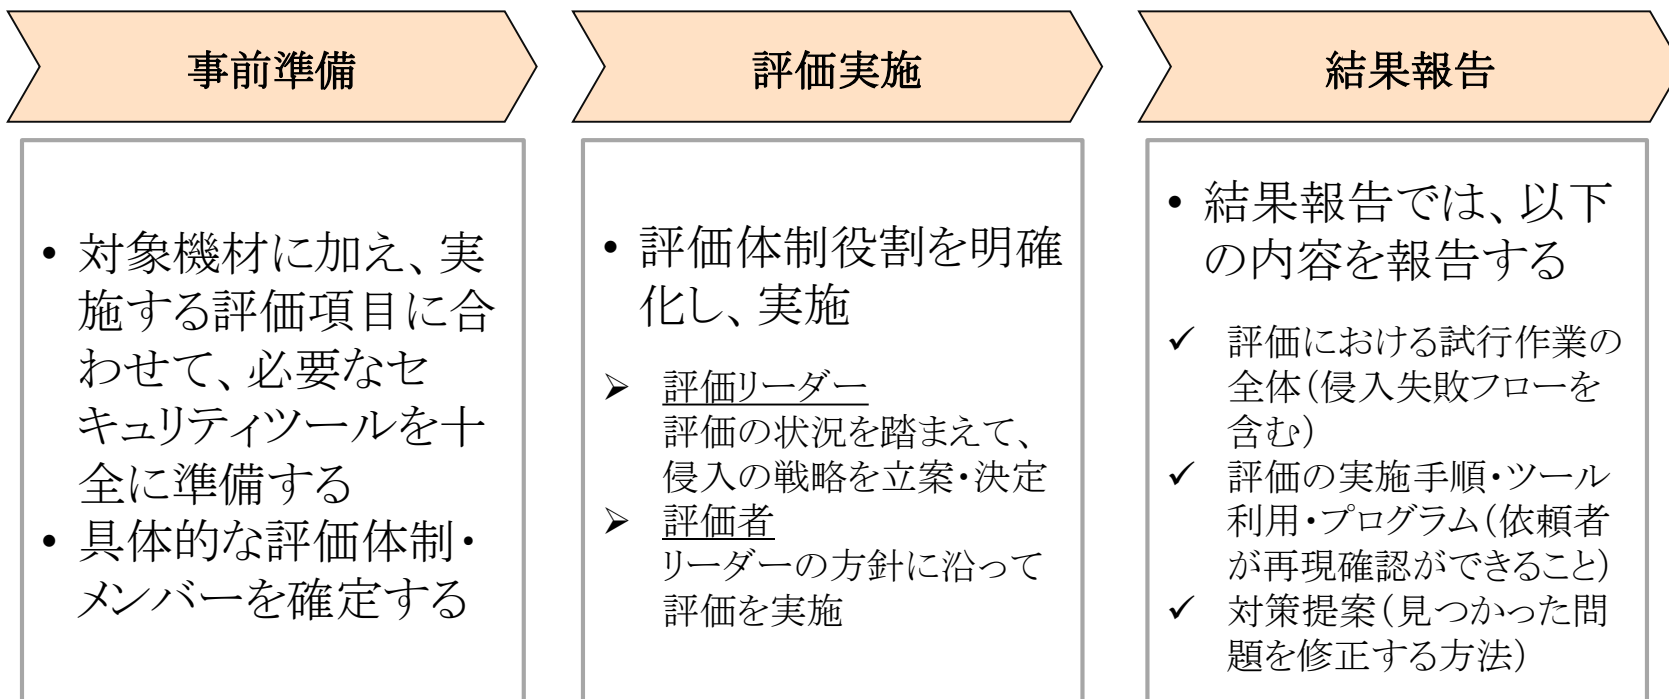 事前準備
• 対象機材に加え、実
施する評価項目に合
わせて、必要なセ
キュリティツールを十
全に準備する
• 具体的な評価体制・
メンバーを確定する
評価実施
• 評価体制役割を明確
化し、実施
➢ 評価リーダー
評価の状況を踏まえて、
侵入の戦略を立案・決定
➢ 評価者
リーダーの方針に沿って
評価を実施
結果報告
• 結果報告では、以下
の内容を報告する
✓ 評価における試行作業の
全体(侵入失敗フローを
含む)
✓ 評価の実施手順・ツール
利用・プログラム(依頼者
が再現確認ができること)
✓ 対策提案(見つかった問
題を修正する方法)